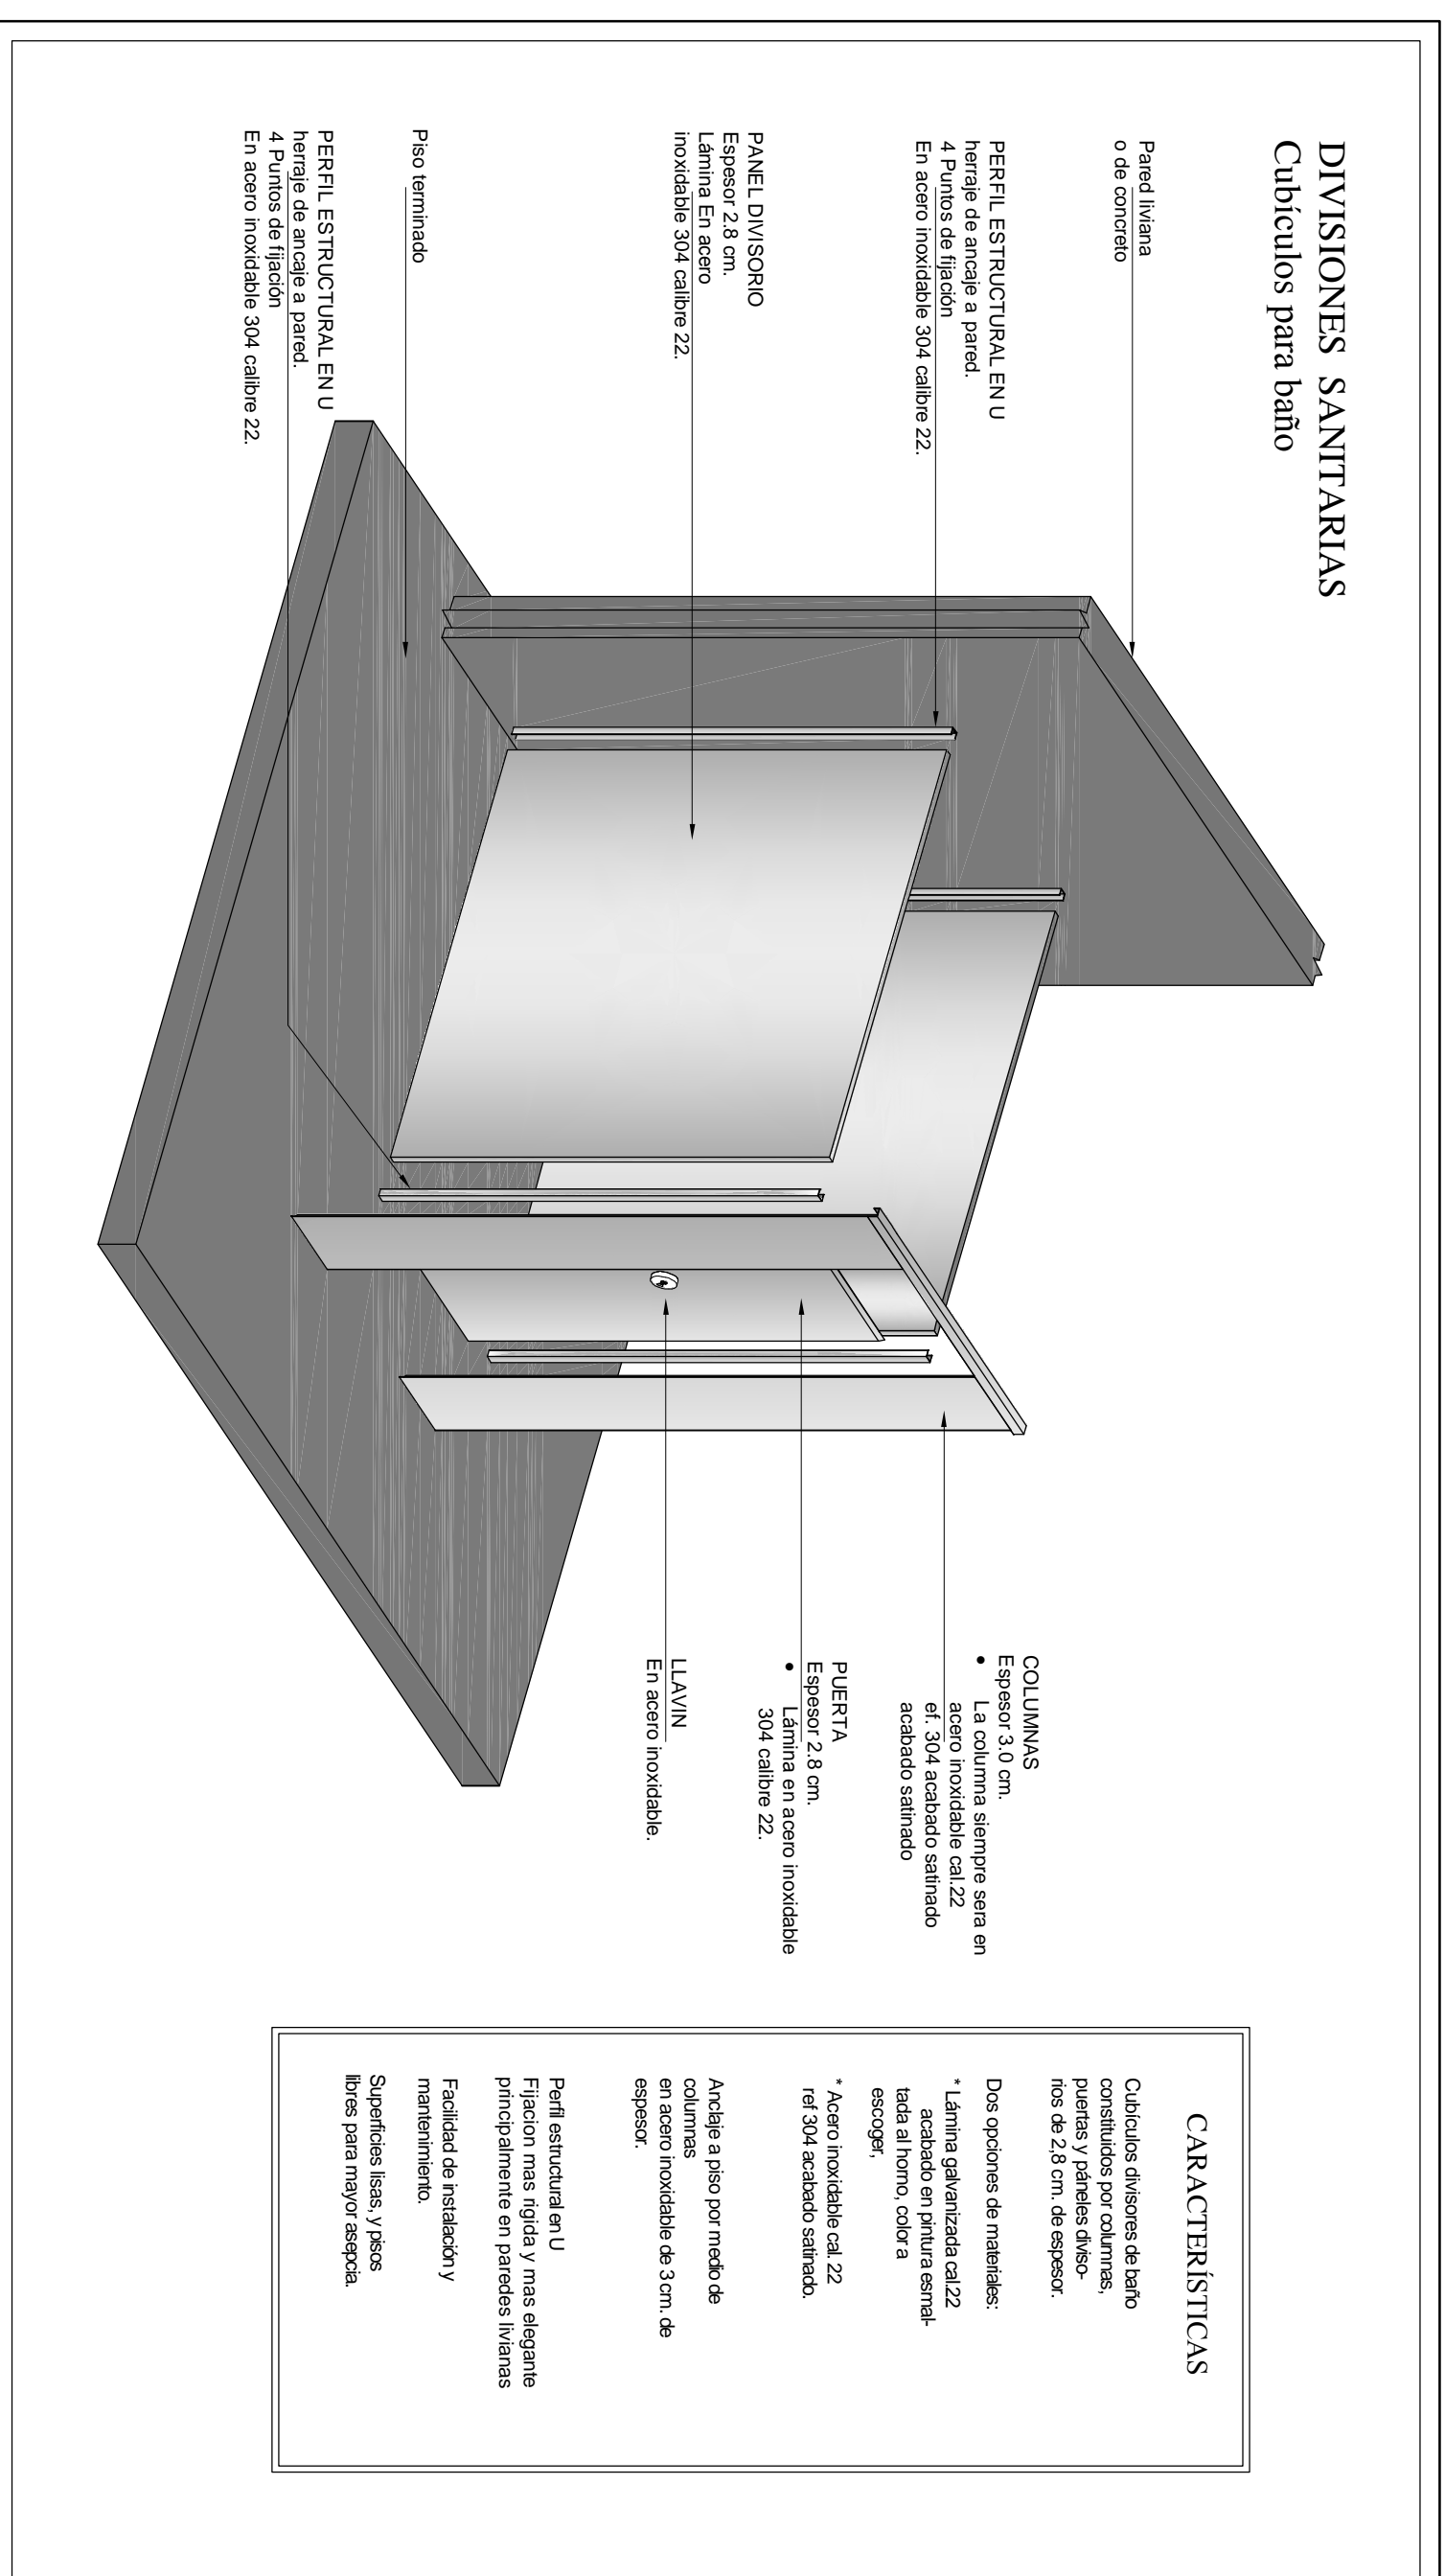 DIVISIONES SANITARIAS
Cubículos para baño
Pared liviana
o de concreto
PERFIL ESTRUCTURAL EN U
herraje de ancaje a pared.
4 Puntos de fijación
En acero inoxidable 304 calibre 22.
PANEL DIVISORIO
Espesor 2.8 cm.
Lámina En acero
inoxidable 304 calibre 22.
Piso terminado
PERFIL ESTRUCTURAL EN U
herraje de ancaje a pared.
4 Puntos de fijación
En acero inoxidable 304 calibre 22.
COLUMNAS
Espesor 3.0 cm.
• La columna siempre sera en
acero inoxidable cal.22
ef. 304 acabado satinado
acabado satinado
PUERTA
Espesor 2.8 cm.
• Lámina en acero inoxidable
304 calibre 22.
LLAVIN
En acero inoxidable.
CARACTERÍSTICAS
Cubículos divisores de baño
constituidos por columnas,
puertas y páneles diviso-
rios de 2,8 cm. de espesor.
Dos opciones de materiales:
* Lámina galvanizada cal.22
acabado en pintura esmal-
tada al horno, color a
escoger,
* Acero inoxidable cal. 22
ref 304 acabado satinado.
Anclaje a piso por medio de
columnas
en acero inoxidable de 3 cm. de
espesor.
Perfil estructural en U
Fijacion mas rigida y mas elegante
principalmente en paredes livianas
Facilidad de instalación y
mantenimiento.
Superficies lisas, y pisos
libres para mayor asepcia.